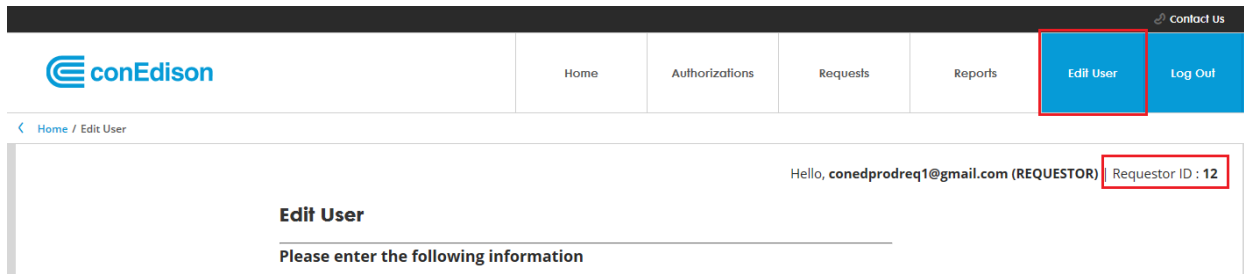 Contact Us
conEdison
Home
Authorizations
Requests
Reports
Edit User
Log Out
Home / Edit User
Hello, conedprodreq1@gmail.com (REQUESTOR) | Requestor ID : 12
Edit User
Please enter the following information